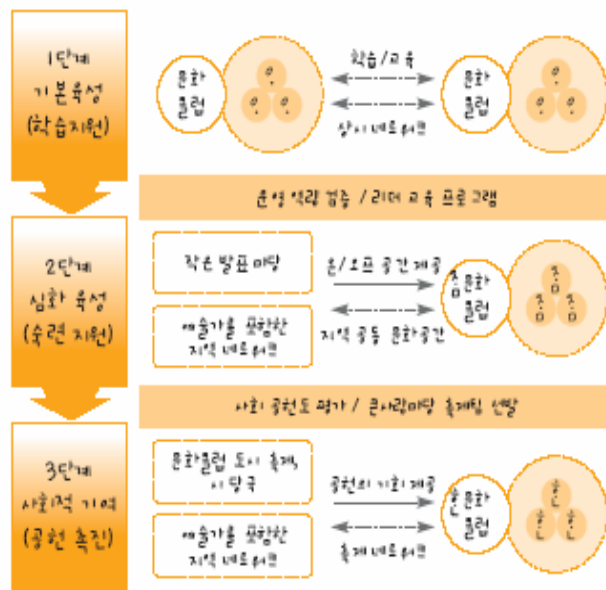 1단계
기본육성
(학습지원)
문화
클럽
학습/교육
상시 네트워크
문화
클럽
운영 역량 검증 / 리더 교육 프로그램
2단계
심화 육성
(숙련 지원)
작은 발표 마당
예술가를 포함한
지역 네트워크
온/오프 공간 제공
지역 공동 문화공간
문화
클럽
사회 공헌도 평가 / 큰사랍마당 축제팀 선발
3단계
사회적 기여
(공헌 촉진)
문화클럽 도시 축제,
시 당국
예술가를 포함한
지역 네트워크
공헌의 기회 제공
축제 네트워크
문화
클럽